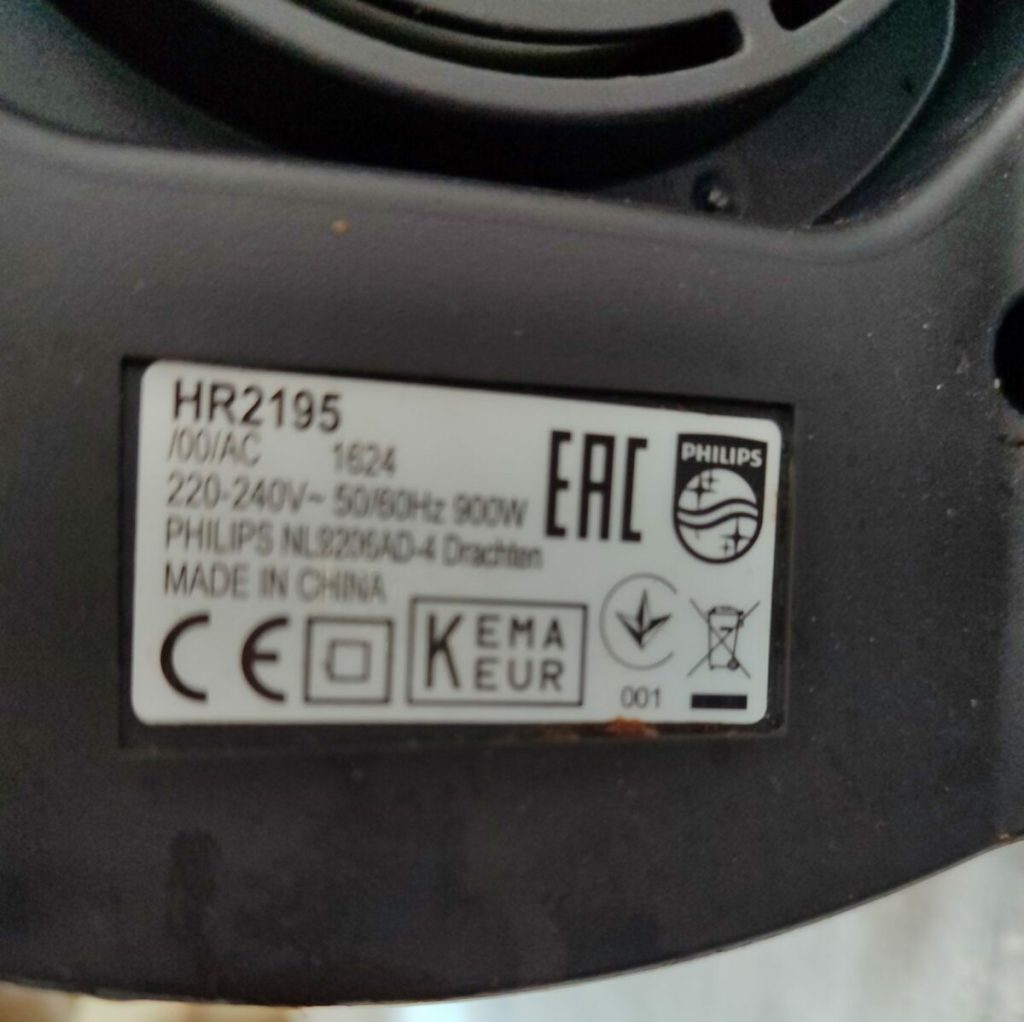 HR2195
/00/AC 1624
220-240V~ 50/60Hz 900W
PHILIPS NL9206AD-4 Drachten
MADE IN CHINA
EAC
PHILIPS
CE
KEMA
KEUR
001